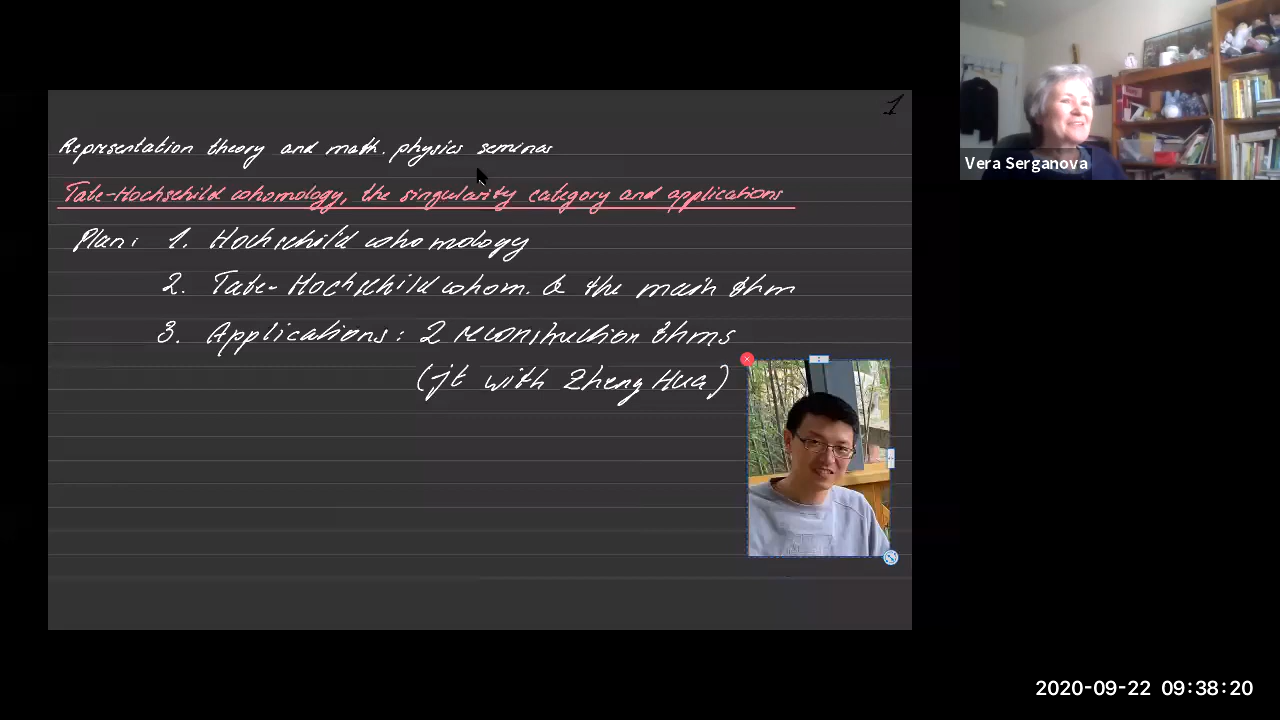 1
Representation theory and math. physics seminar
Tate-Hochschild cohomology, the singularity category and applications
Plan: 1. Hochschild cohomology
2. Tate-Hochschild cohom. & the main thm
3. Applications: 2 reconstruction thms
(jt with Zheng Hua)
Vera Serganova
2020-09-22 09:38:20